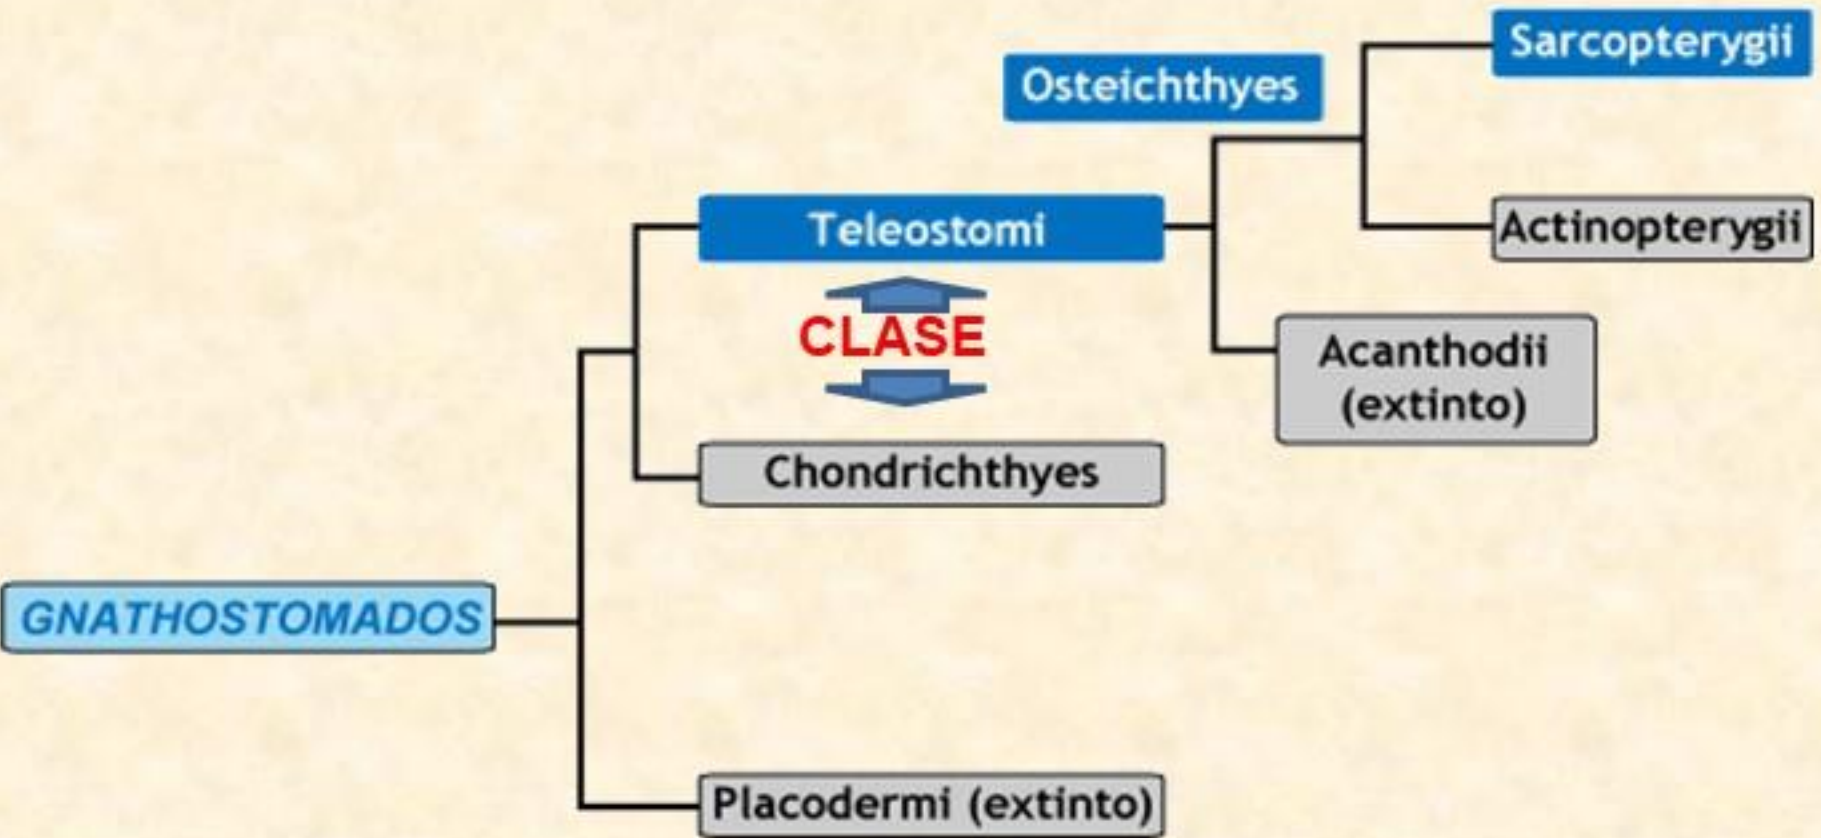 Sarcopterygii
Osteichthyes
Teleostomi
Actinopterygii
CLASE
Acanthodii
(extinto)
Chondrichthyes
GNATHOSTOMADOS
Placodermi (extinto)